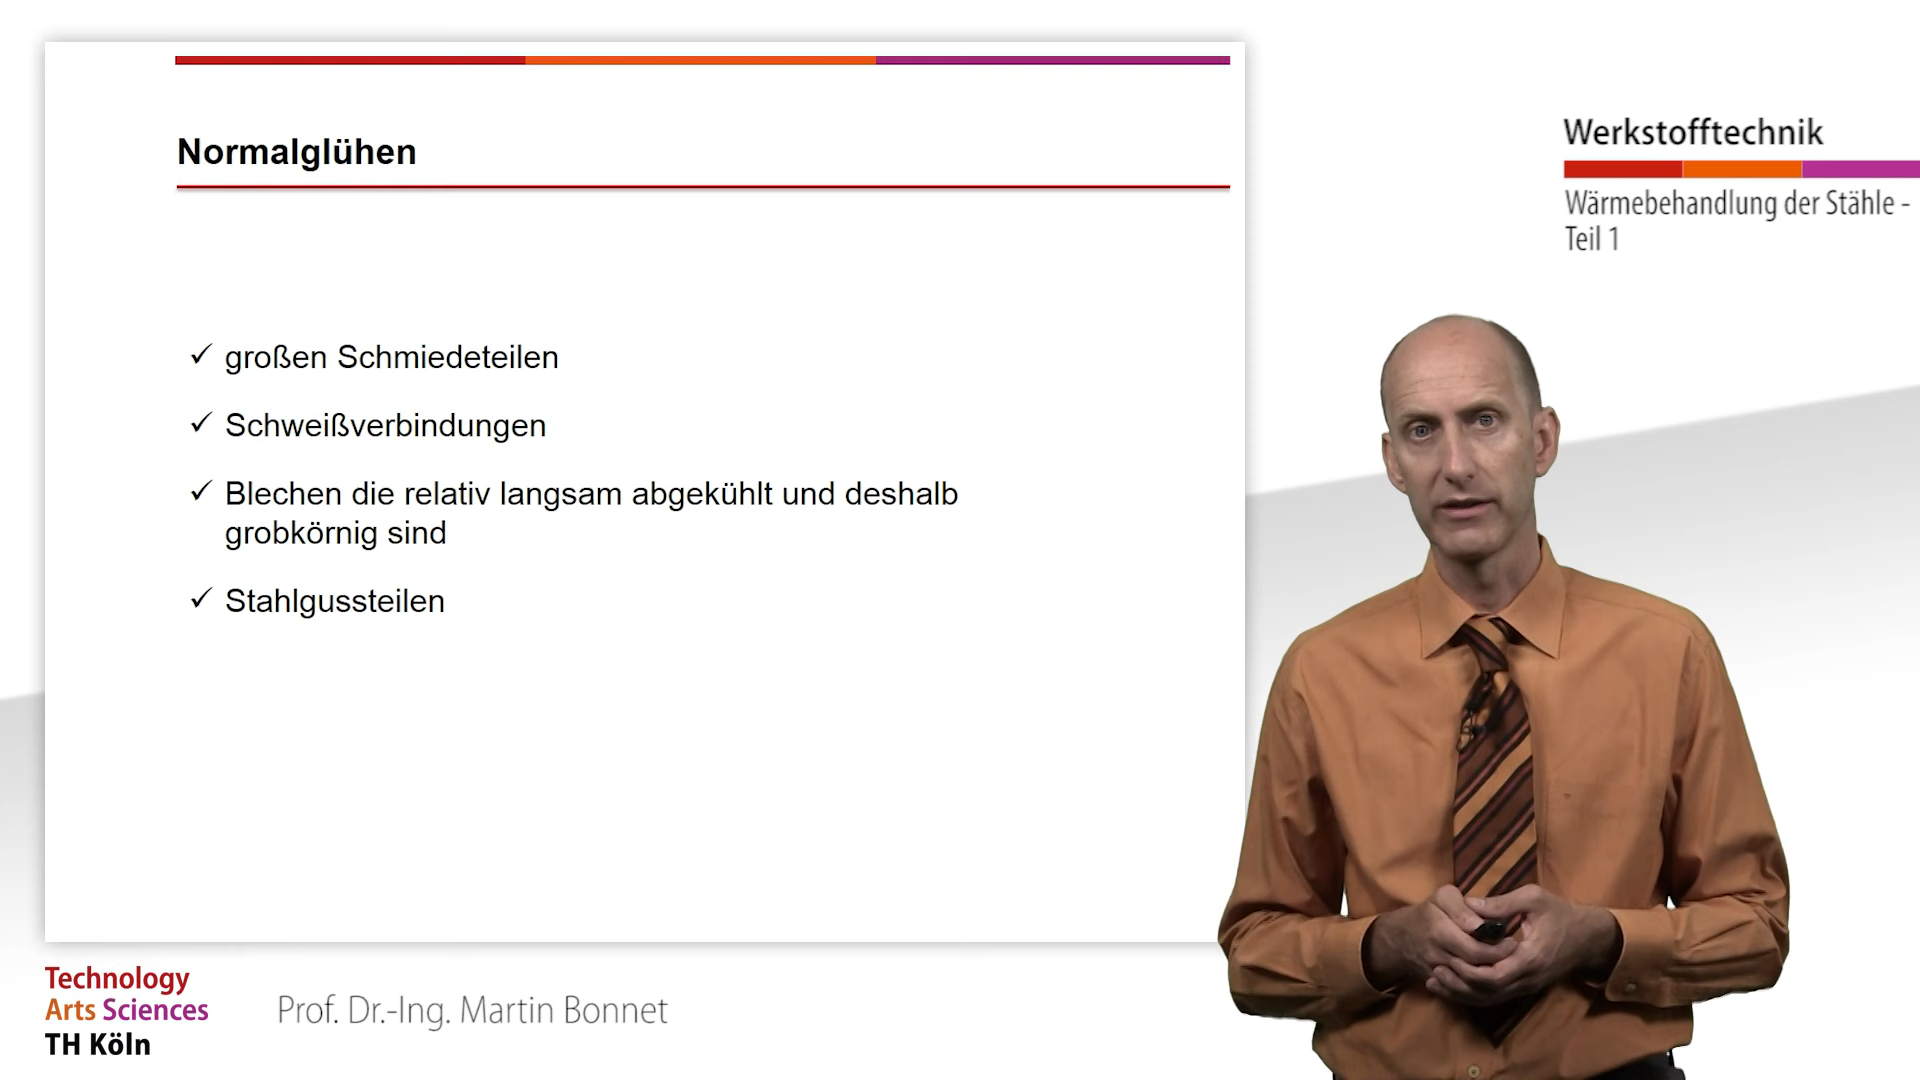 Normalglühen
großen Schmiedeteilen
Schweißverbindungen
Blechen die relativ langsam abgekühlt und deshalb
grobkörnig sind
Stahlgussteilen
Werkstofftechnik
Wärmebehandlung der Stähle -
Teil 1
Technology
Arts Sciences
TH Köln
Prof. Dr.-Ing. Martin Bonnet